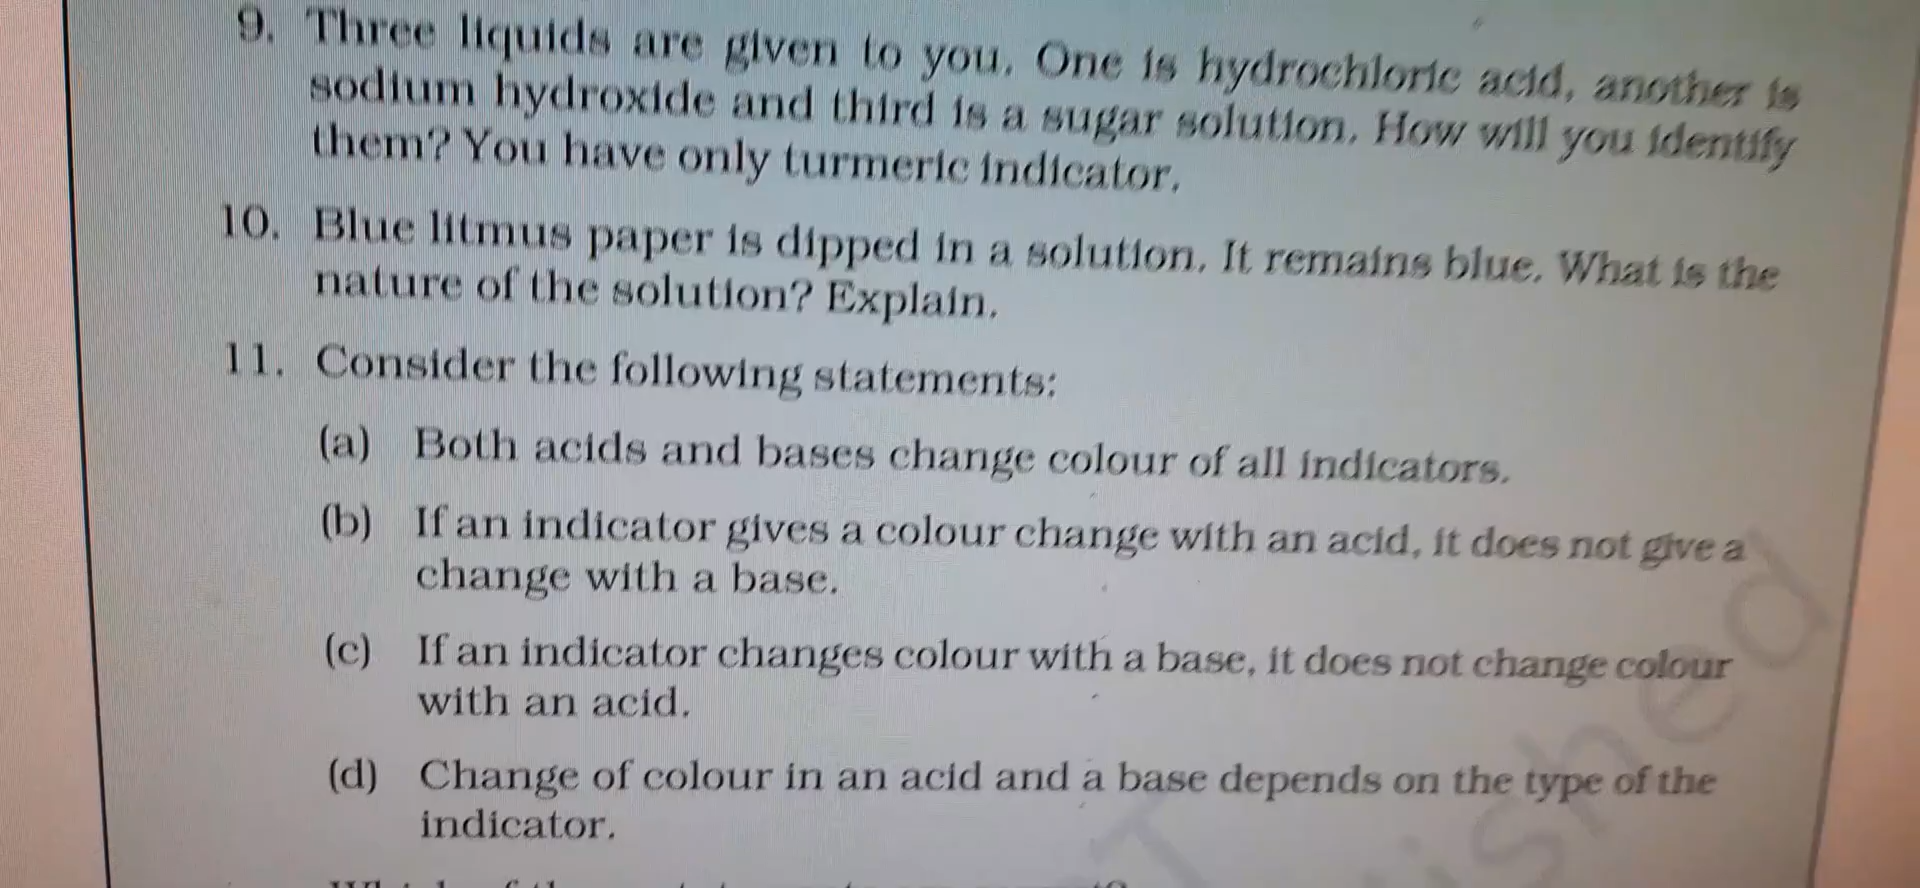 9. Three liquids are given to you. One is hydrochloric acid, another is
sodium hydroxide and third is a sugar solution. How will you identify
them? You have only turmeric indicator.
10. Blue litmus paper is dipped in a solution. It remains blue. What is the
nature of the solution? Explain.
11. Consider the following statements:
(a) Both acids and bases change colour of all indicators.
(b) If an indicator gives a colour change with an acid, it does not give a
change with a base.
(c) If an indicator changes colour with a base, it does not change colour
with an acid.
(d) Change of colour in an acid and a base depends on the type of the
indicator.